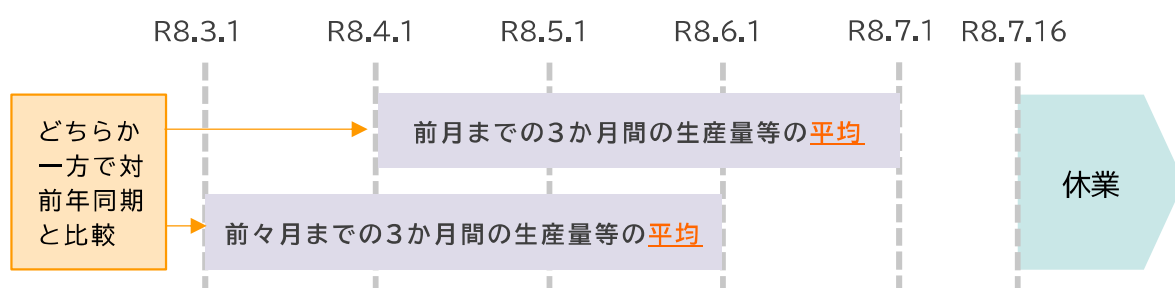 R8.3.1 R8.4.1 R8.5.1 R8.6.1 R8.7.1 R8.7.16
どちらか
一方で対
前年同期
と比較
前月までの3か月間の生産量等の平均
前々月までの3か月間の生産量等の平均
休業